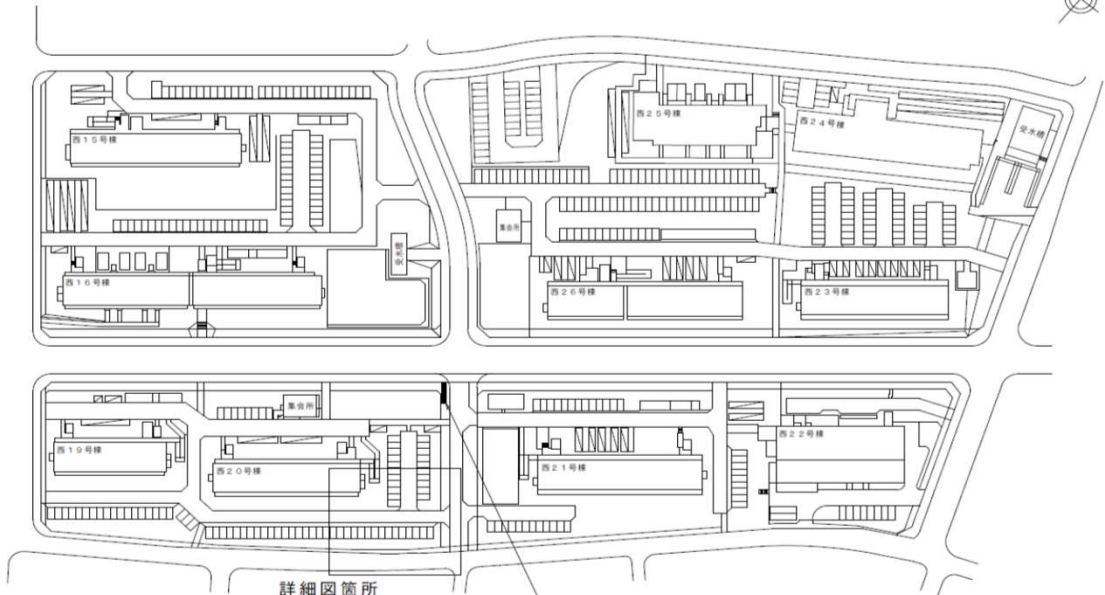 西25号棟
西24号棟
受水槽
西15号棟
集会所
受水槽
西16号棟
西26号棟
西23号棟
集会所
西19号棟
西20号棟
西21号棟
西22号棟
詳細図箇所